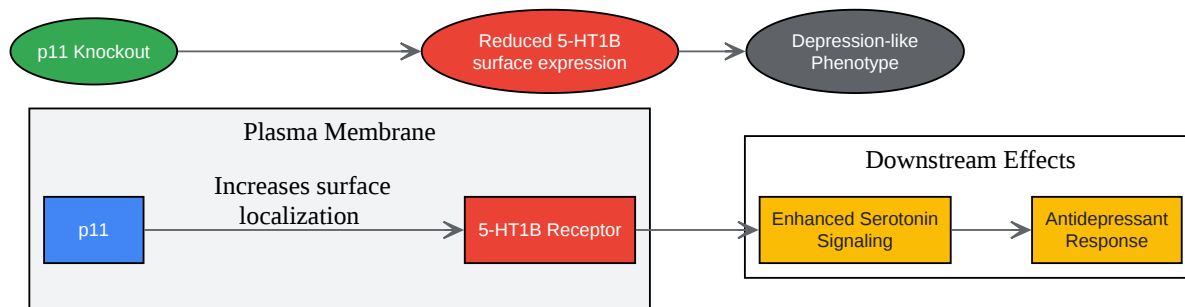 p11 Knockout
Reduced 5-HT1B
surface expression
Depression-like
Phenotype
Plasma Membrane
Increases surface
localization
p11
5-HT1B Receptor
Downstream Effects
Enhanced Serotonin
Signaling
Antidepressant
Response